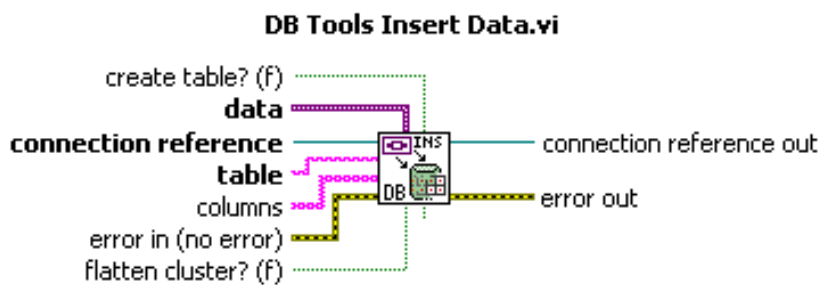 DB Tools Insert Data.vi
create table? (f)
data
connection reference
table
columns
error in (no error)
flatten cluster? (f)
INS
DB
connection reference out
error out